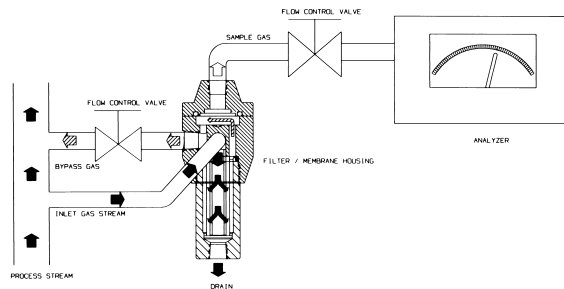 FLOW CONTROL VALVE
SAMPLE GAS
FLOW CONTROL VALVE
ANALYZER
BYPASS GAS
FILTER / MEMBRANE HOUSING
INLET GAS STREAM
PROCESS STREAM
DRAIN